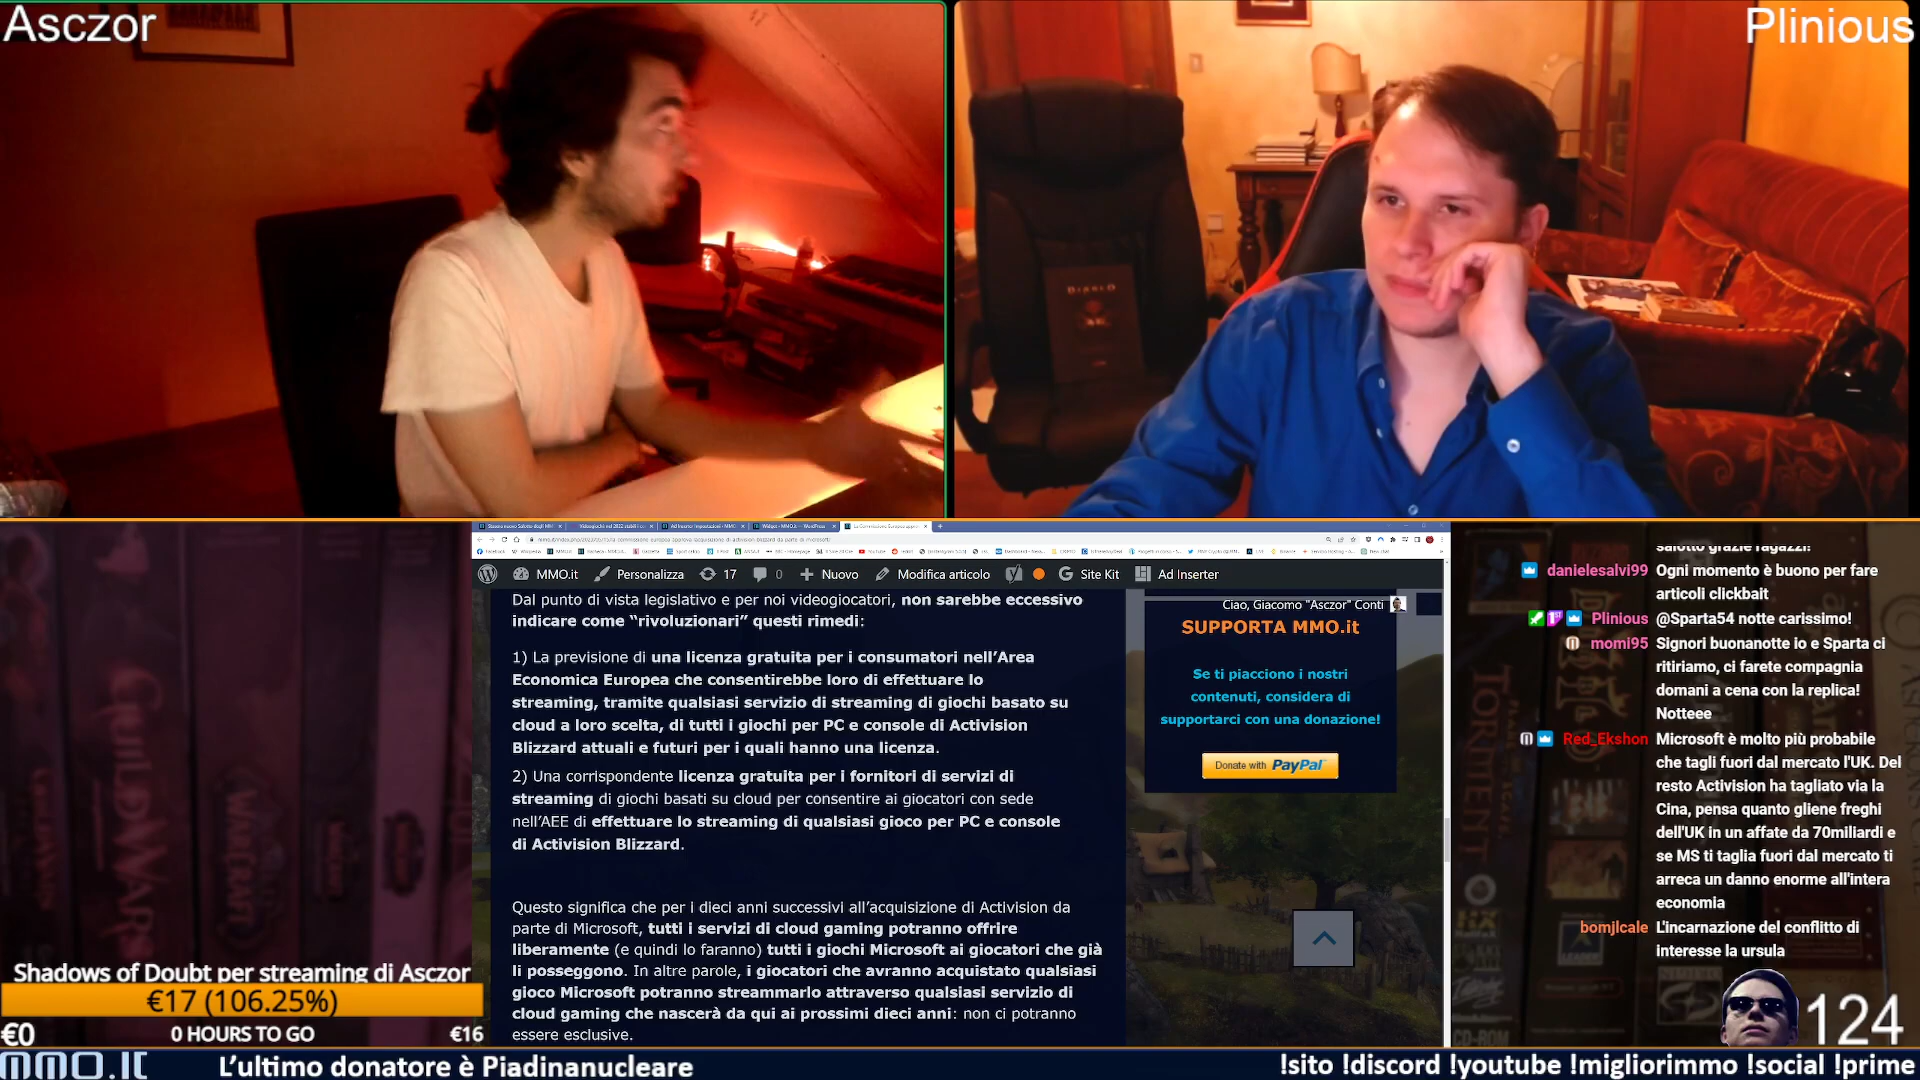 Asczor
Plinious
DIABLO
MMO.it
Personalizza
17
0
Nuovo
Modifica articolo
Site Kit
Ad Inserter
Ciao, Giacomo "Asczor" Conti
Dal punto di vista legislativo e per noi videogiocatori, non sarebbe eccessivo
indicare come “rivoluzionari” questi rimedi:
1) La previsione di una licenza gratuita per i consumatori nell’Area
Economica Europea che consentirebbe loro di effettuare lo
streaming, tramite qualsiasi servizio di streaming di giochi basato su
cloud a loro scelta, di tutti i giochi per PC e console di Activision
Blizzard attuali e futuri per i quali hanno una licenza.
2) Una corrispondente licenza gratuita per i fornitori di servizi di
streaming di giochi basati su cloud per consentire ai giocatori con sede
nell’AEE di effettuare lo streaming di qualsiasi gioco per PC e console
di Activision Blizzard.
Questo significa che per i dieci anni successivi all’acquisizione di Activision da
parte di Microsoft, tutti i servizi di cloud gaming potranno offrire
liberamente (e quindi lo faranno) tutti i giochi Microsoft ai giocatori che già
li posseggono. In altre parole, i giocatori che avranno acquistato qualsiasi
gioco Microsoft potranno streammarlo attraverso qualsiasi servizio di
cloud gaming che nascerà da qui ai prossimi dieci anni: non ci potranno
essere esclusive.
SUPPORTA MMO.it
Se ti piacciono i nostri
contenuti, considera di
supportarci con una donazione!
Donate with PayPal
salotto grazie ragazzi!
danielesalvi99 Ogni momento è buono per fare
articoli clickbait
Plinious @Sparta54 notte carissimo!
momi95 Signori buonanotte io e Sparta ci
ritiriamo, ci farete compagnia
domani a cena con la replica!
Notteee
Red_Ekshon Microsoft è molto più probabile
che tagli fuori dal mercato l'UK. Del
resto Activision ha tagliato via la
Cina, pensa quanto gliene freghi
dell'UK in un affate da 70miliardi e
se MS ti taglia fuori dal mercato ti
arreca un danno enorme all'intera
economia
bomjlcale L'incarnazione del conflitto di
interesse la ursula
124
GUILD WARS
WARCRAFT
TORMENT
CD-ROM
Shadows of Doubt per streaming di Asczor
€17 (106.25%)
€0
0 HOURS TO GO
€16
MMO.IT
L’ultimo donatore è Piadinanucleare
!sito !discord !youtube !migliorimmo !social !prime